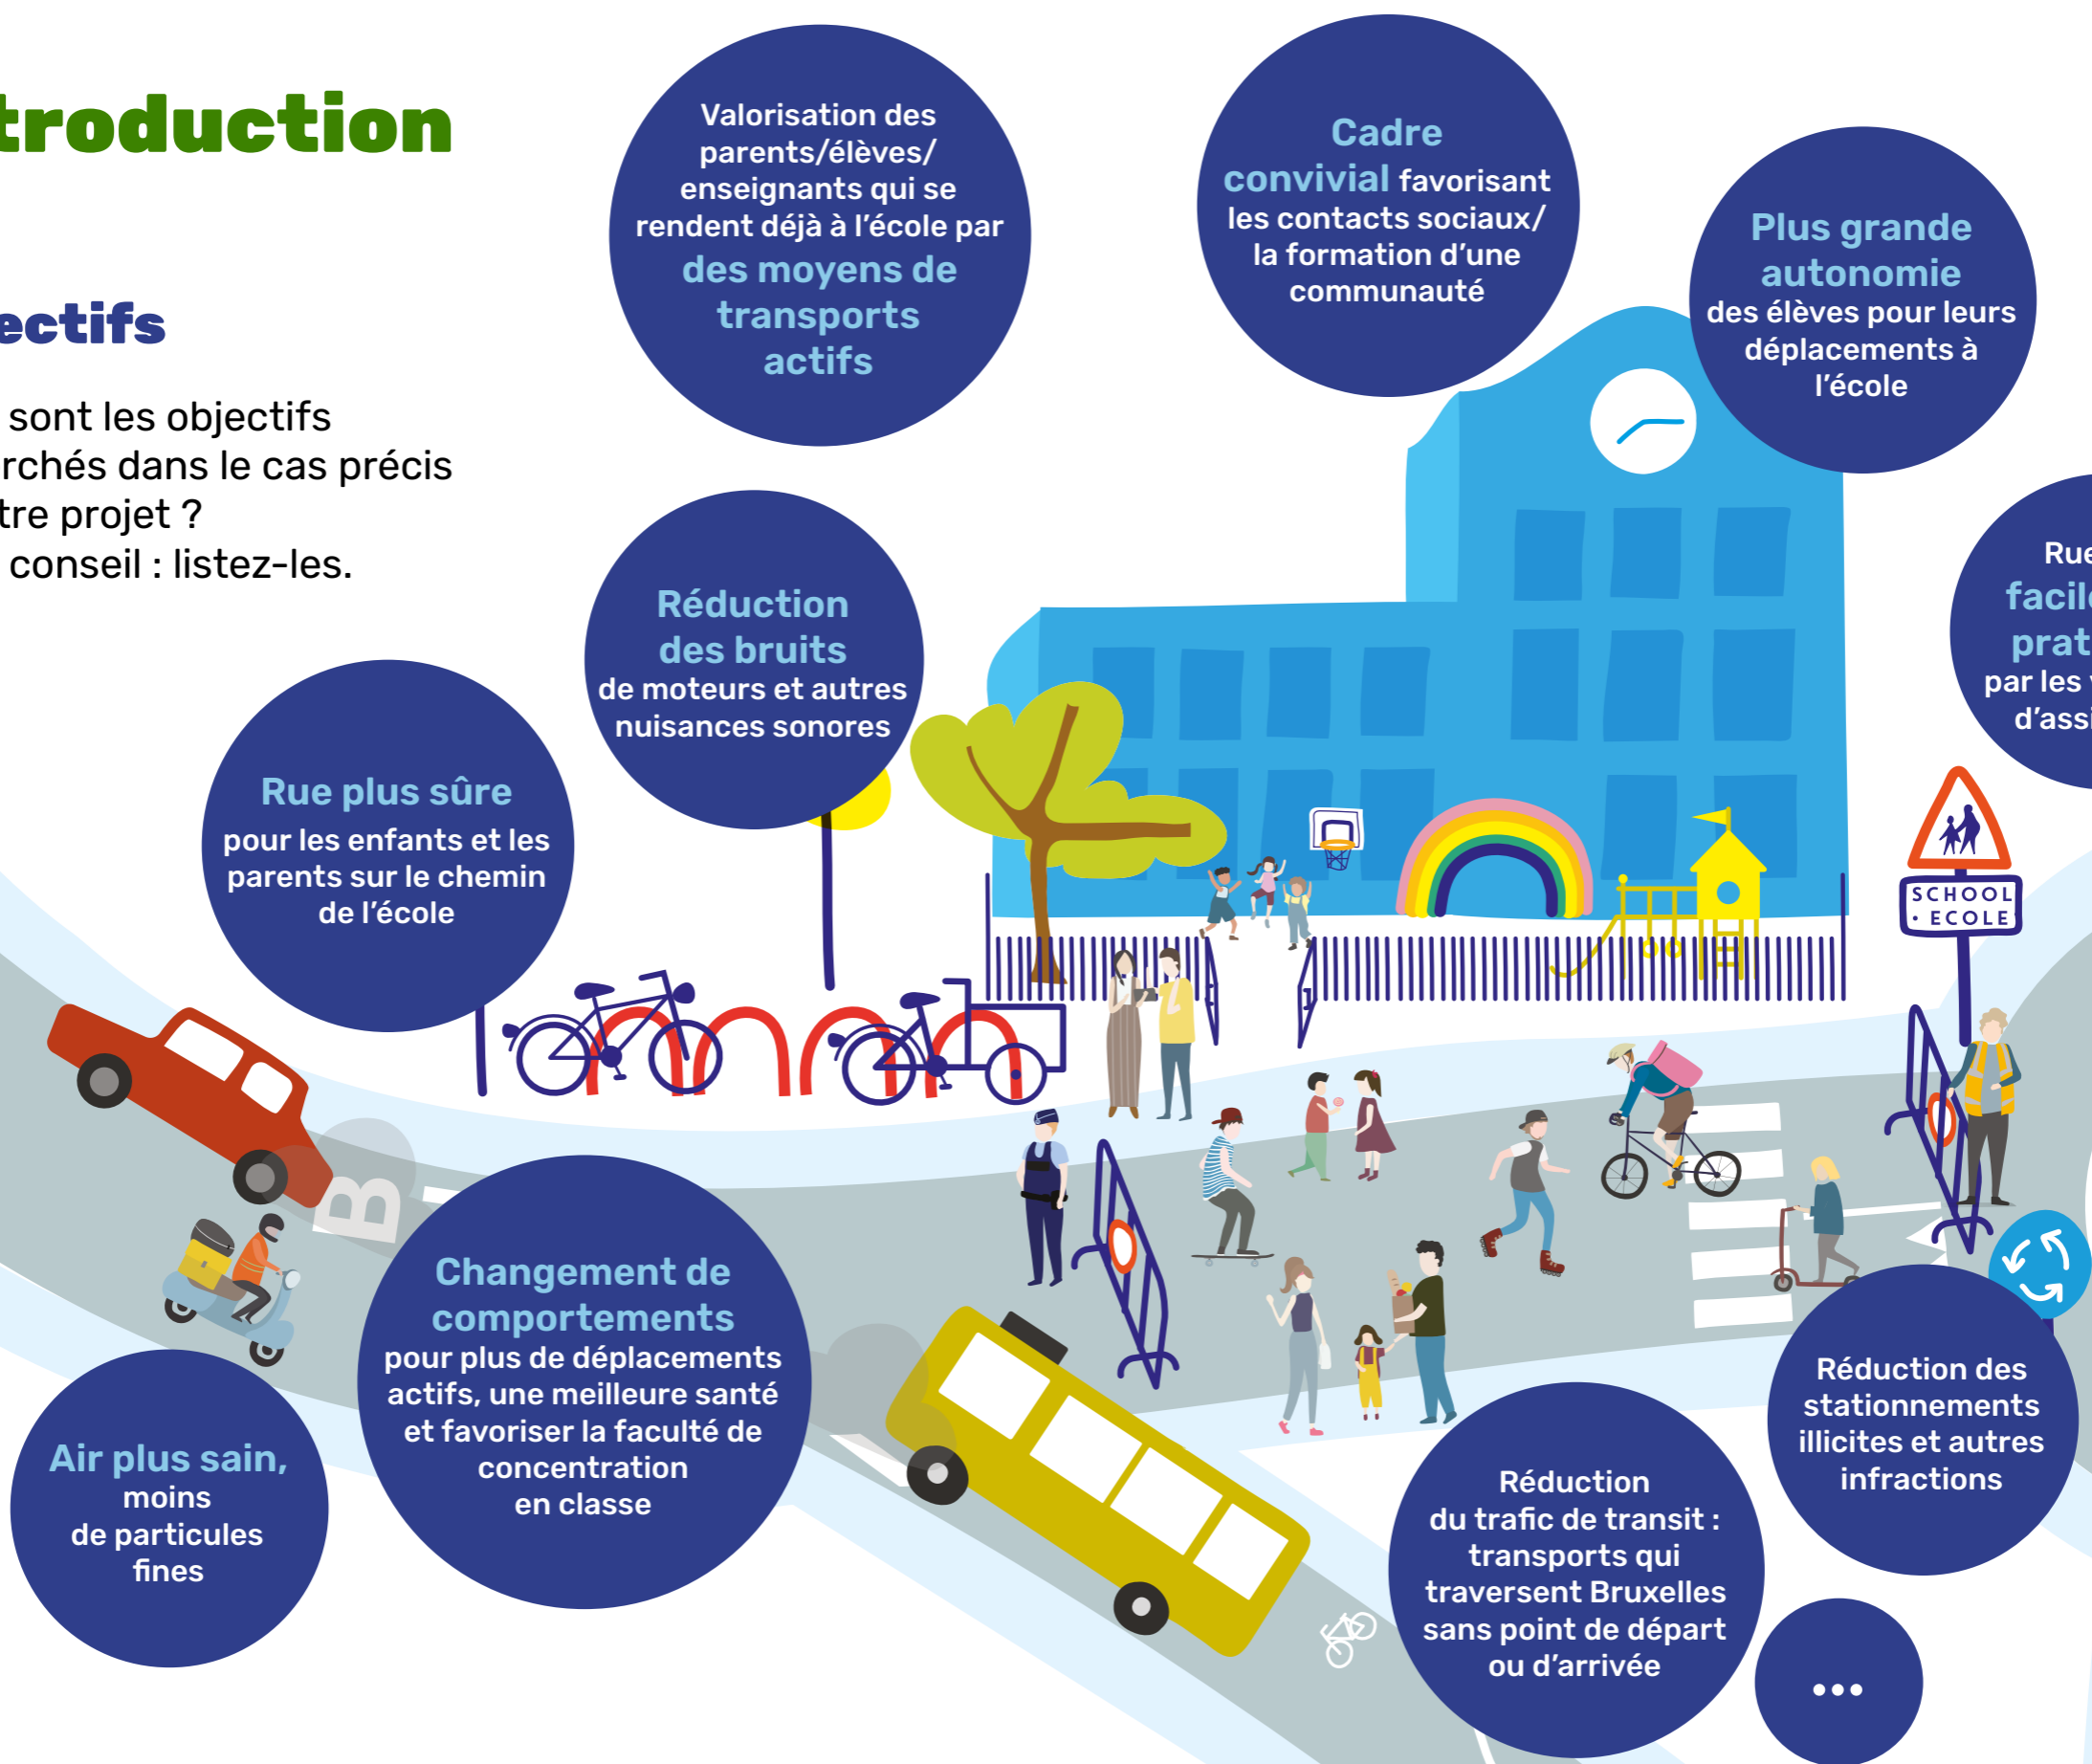 troduction
ectifs
sont les objectifs
rchés dans le cas précis
tre projet ?
conseil : listez-les.
Valorisation des
parents/élèves/
enseignants qui se
rendent déjà à l'école par
des moyens de
transports
actifs
Cadre
convivial favorisant
les contacts sociaux/
la formation d'une
communauté
Plus grande
autonomie
des élèves pour leurs
déplacements à
l'école
Rue
facile
prat
par les
d'assi
Réduction
des bruits
de moteurs et autres
nuisances sonores
Rue plus sûre
pour les enfants et les
parents sur le chemin
de l'école
SCHOOL
• ECOLE
B
Changement de
comportements
pour plus de déplacements
actifs, une meilleure santé
et favoriser la faculté de
concentration
en classe
Air plus sain,
moins
de particules
fines
Réduction des
stationnements
illicites et autres
infractions
Réduction
du trafic de transit :
transports qui
traversent Bruxelles
sans point de départ
ou d'arrivée
...